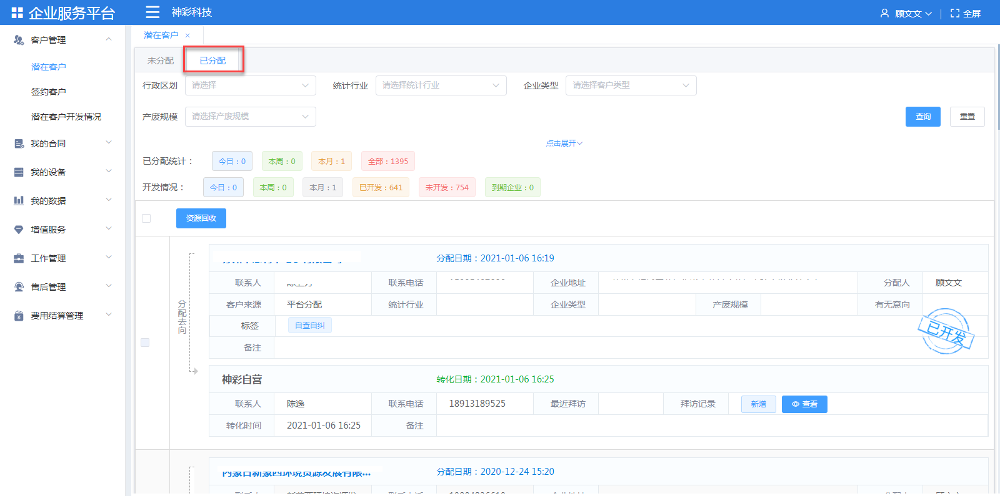 企业服务平台
神彩科技
顾文文
全屏
客户管理
潜在客户
签约客户
潜在客户开发情况
我的合同
我的设备
我的数据
增值服务
工作管理
售后管理
费用结算管理
潜在客户 ×
未分配 已分配
行政区划 请选择 统计行业 请选择统计行业 企业类型 请选择客户类型
产废规模 请选择产废规模 查询 重置
点击展开
已分配统计： 今日：0 本周：0 本月：1 全部：1395
开发情况： 今日：0 本周：0 本月：1 已开发：641 未开发：754 到期企业：0
资源回收
分配去向
分配日期：2021-01-06 16:19
联系人 联系电话 企业地址 分配人 顾文文
客户来源 平台分配 统计行业 企业类型 产废规模 有无意向
标签 自查自纠
已开发
备注
神彩自营 转化日期：2021-01-06 16:25
联系人 陈逸 联系电话 18913189525 最近拜访 拜访记录 新增 查看
转化时间 2021-01-06 16:25 备注
分配日期：2020-12-24 15:20